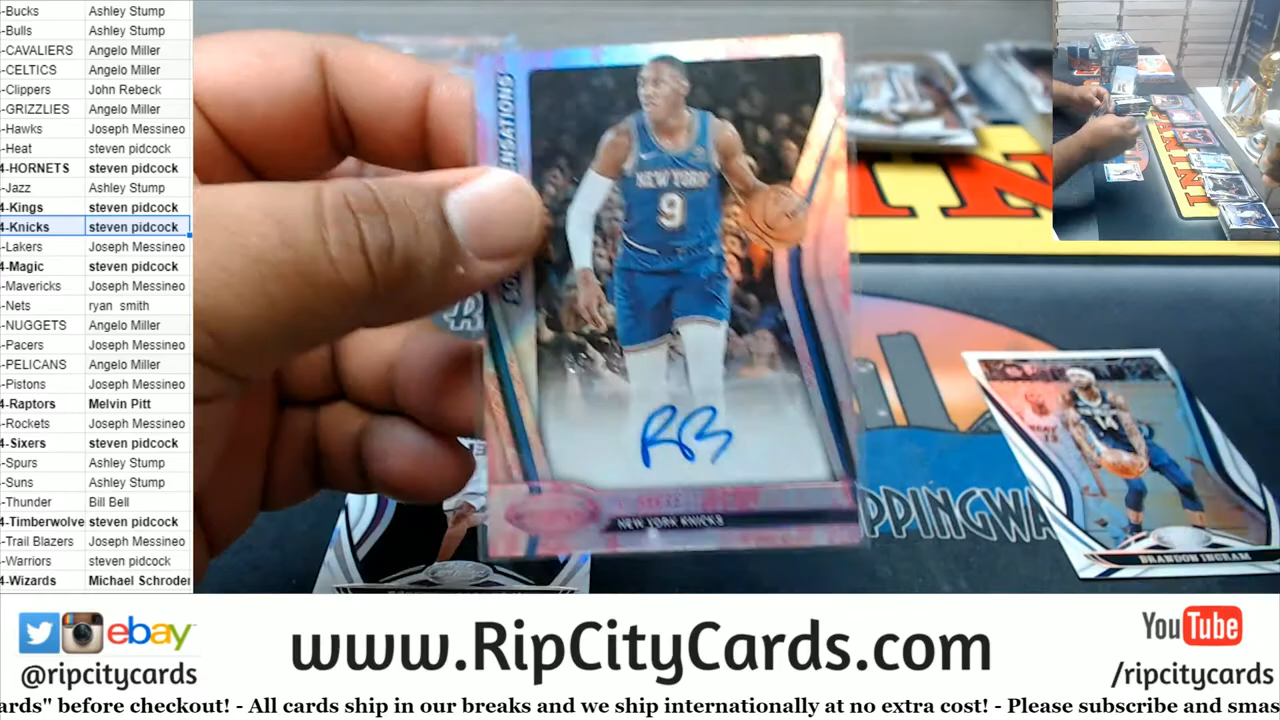 -Bucks Ashley Stump
-Bulls Ashley Stump
-CAVALIERS Angelo Miller
-CELTICS Angelo Miller
-Clippers John Rebeck
-GRIZZLIES Angelo Miller
-Hawks Joseph Messineo
-Heat steven pidcock
4-HORNETS steven pidcock
-Jazz Ashley Stump
4-Kings steven pidcock
4-Knicks steven pidcock
-Lakers Joseph Messineo
4-Magic steven pidcock
-Mavericks Joseph Messineo
-Nets ryan smith
-NUGGETS Angelo Miller
-Pacers Joseph Messineo
-PELICANS Angelo Miller
-Pistons Joseph Messineo
4-Raptors Melvin Pitt
-Rockets Joseph Messineo
4-Sixers steven pidcock
-Spurs Ashley Stump
-Suns Ashley Stump
-Thunder Bill Bell
4-Timberwolve steven pidcock
-Trail Blazers Joseph Messineo
-Warriors steven pidcock
4-Wizards Michael Schroder
NSATIONS
NEW YORK
9
NEW YORK KNICKS
PANINI
14
BRANDON INGRAM
PPINGWA
ebay
@ripcitycards
www.RipCityCards.com
YouTube
/ripcitycards
ards" before checkout! - All cards ship in our breaks and we ship internationally at no extra cost! - Please subscribe and smas